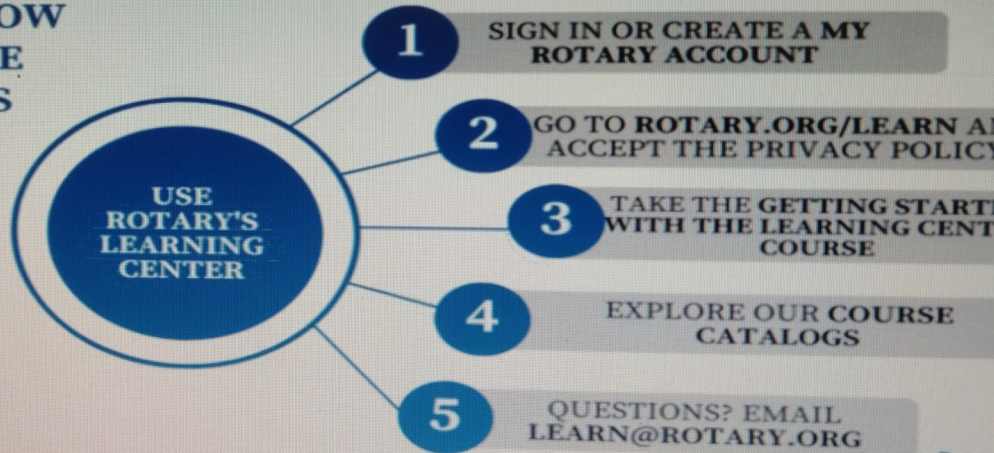 OW
E
S
USE
ROTARY'S
LEARNING
CENTER
1
SIGN IN OR CREATE A MY
ROTARY ACCOUNT
2
GO TO ROTARY.ORG/LEARN
ACCEPT THE PRIVACY POLICY
3
TAKE THE GETTING
WITH THE LEARNING
COURSE
4
EXPLORE OUR COURSE
CATALOGS
5
QUESTIONS? EMAIL
LEARN@ROTARY.ORG